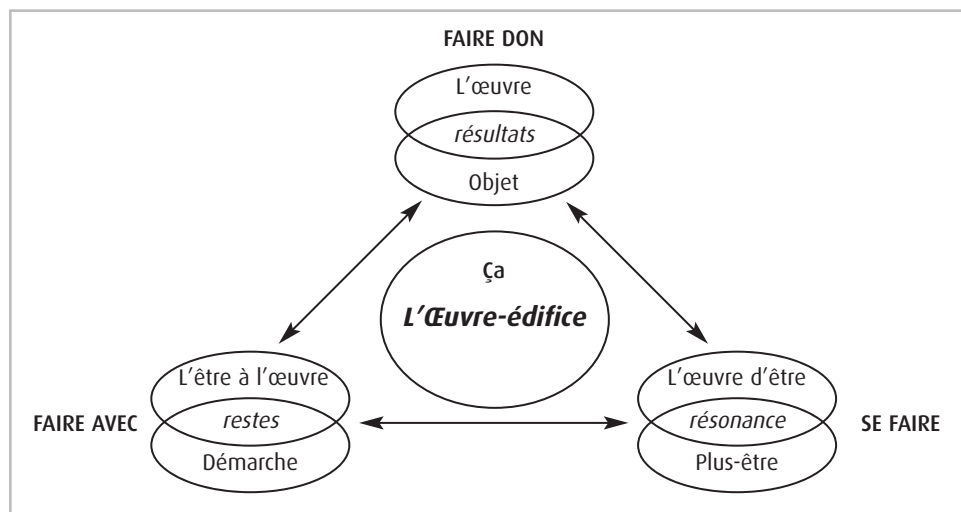 FAIRE DON
L'œuvre
résultats
Objet
Ça
L'Œuvre-édifice
L'être à l'œuvre
restes
Démarche
FAIRE AVEC
L'œuvre d'être
résonance
Plus-être
SE FAIRE